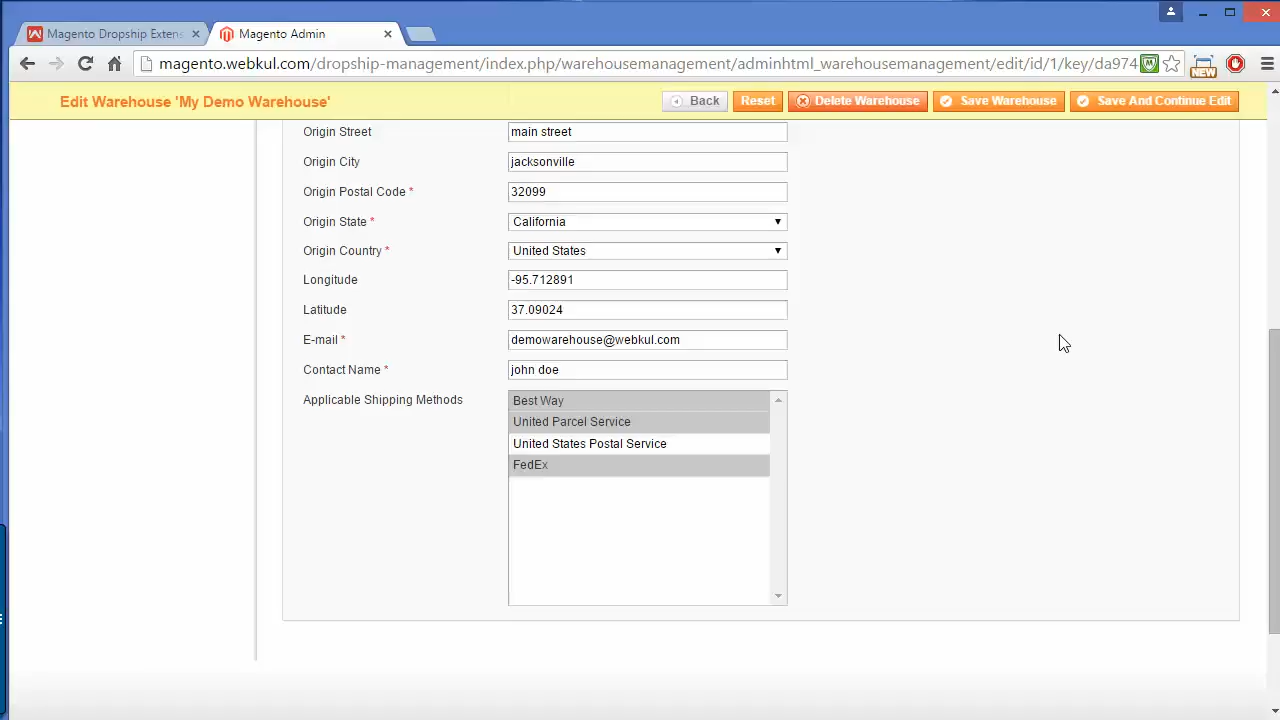 Magento Dropship Extens
Magento Admin
magento.webkul.com/dropship-management/index.php/warehousemanagement/adminhtml_warehousemanagement/edit/id/1/key/da974
NEW
Edit Warehouse 'My Demo Warehouse'
Back
Reset
Delete Warehouse
Save Warehouse
Save And Continue Edit
Origin Street
main street
Origin City
jacksonville
Origin Postal Code *
32099
Origin State *
California
Origin Country *
United States
Longitude
-95.712891
Latitude
37.09024
E-mail *
demowarehouse@webkul.com
Contact Name *
john doe
Applicable Shipping Methods
Best Way
United Parcel Service
United States Postal Service
FedEx